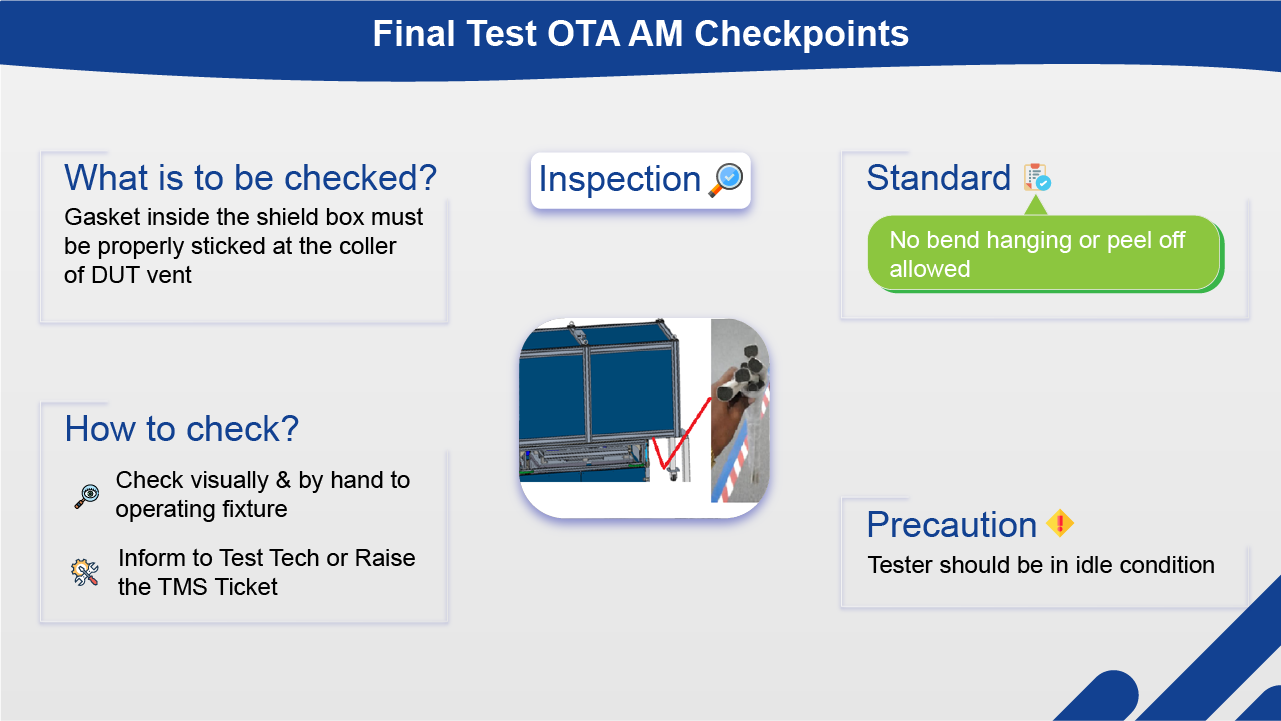 Final Test OTA AM Checkpoints
What is to be checked?
Gasket inside the shield box must
be properly sticked at the coller
of DUT vent
Inspection
Standard
No bend hanging or peel off
allowed
How to check?
Check visually & by hand to
operating fixture
Inform to Test Tech or Raise
the TMS Ticket
Precaution
Tester should be in idle condition